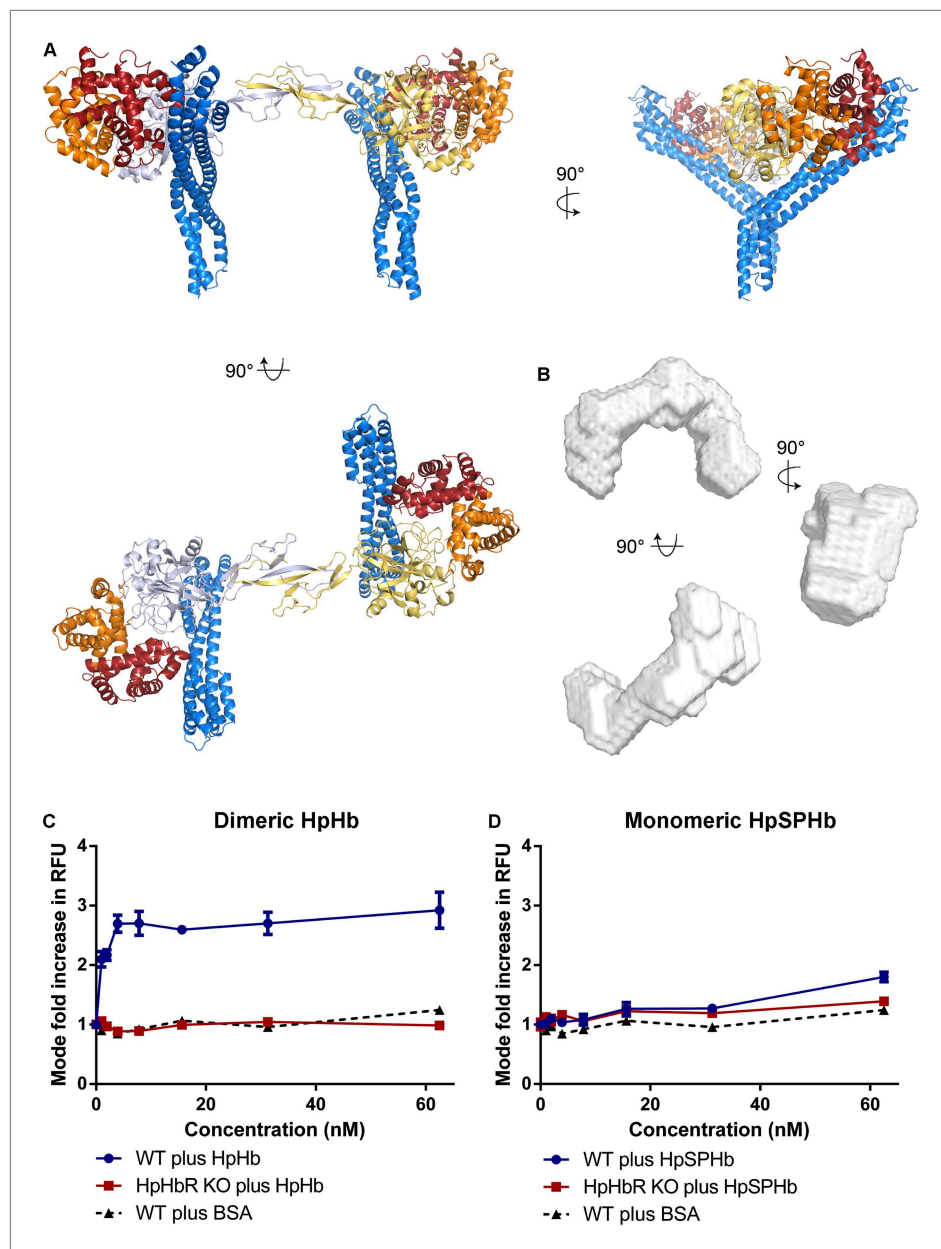 A
90°
90°
B
90°
90°
C
Dimeric HpHb
Mode fold increase in RFU
4
3
2
1
0
0
20
40
60
Concentration (nM)
WT plus HpHb
HpHbR KO plus HpHb
WT plus BSA
D
Monomeric HpSPHb
Mode fold increase in RFU
4
3
2
1
0
0
20
40
60
Concentration (nM)
WT plus HpSPHb
HpHbR KO plus HpSPHb
WT plus BSA